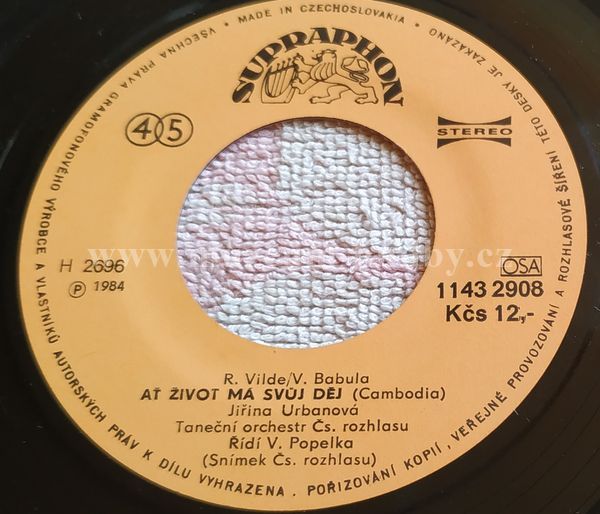 VŠECHNA PRÁVA GRAMOFONOVÉHO VÝROBCE A VLASTNÍKŮ AUTORSKÝCH PRÁV K DÍLU VYHRAZENA. POŘIZOVÁNÍ KOPIÍ, VEŘEJNÉ PROVOZOVÁNÍ A ROZHLASOVÉ ŠÍŘENÍ TÉTO DESKY JE ZAKÁZÁNO
MADE IN CZECHOSLOVAKIA
SUPRAPHON
45
STEREO
H 2696
Ⓟ 1984
OSA
1143 2908
Kčs 12,-
R. Vilde/V. Babula
AŤ ŽIVOT MÁ SVŮJ DĚJ (Cambodia)
Jiřina Urbanová
Taneční orchestr Čs. rozhlasu
Řídí V. Popelka
(Snímek Čs. rozhlasu)